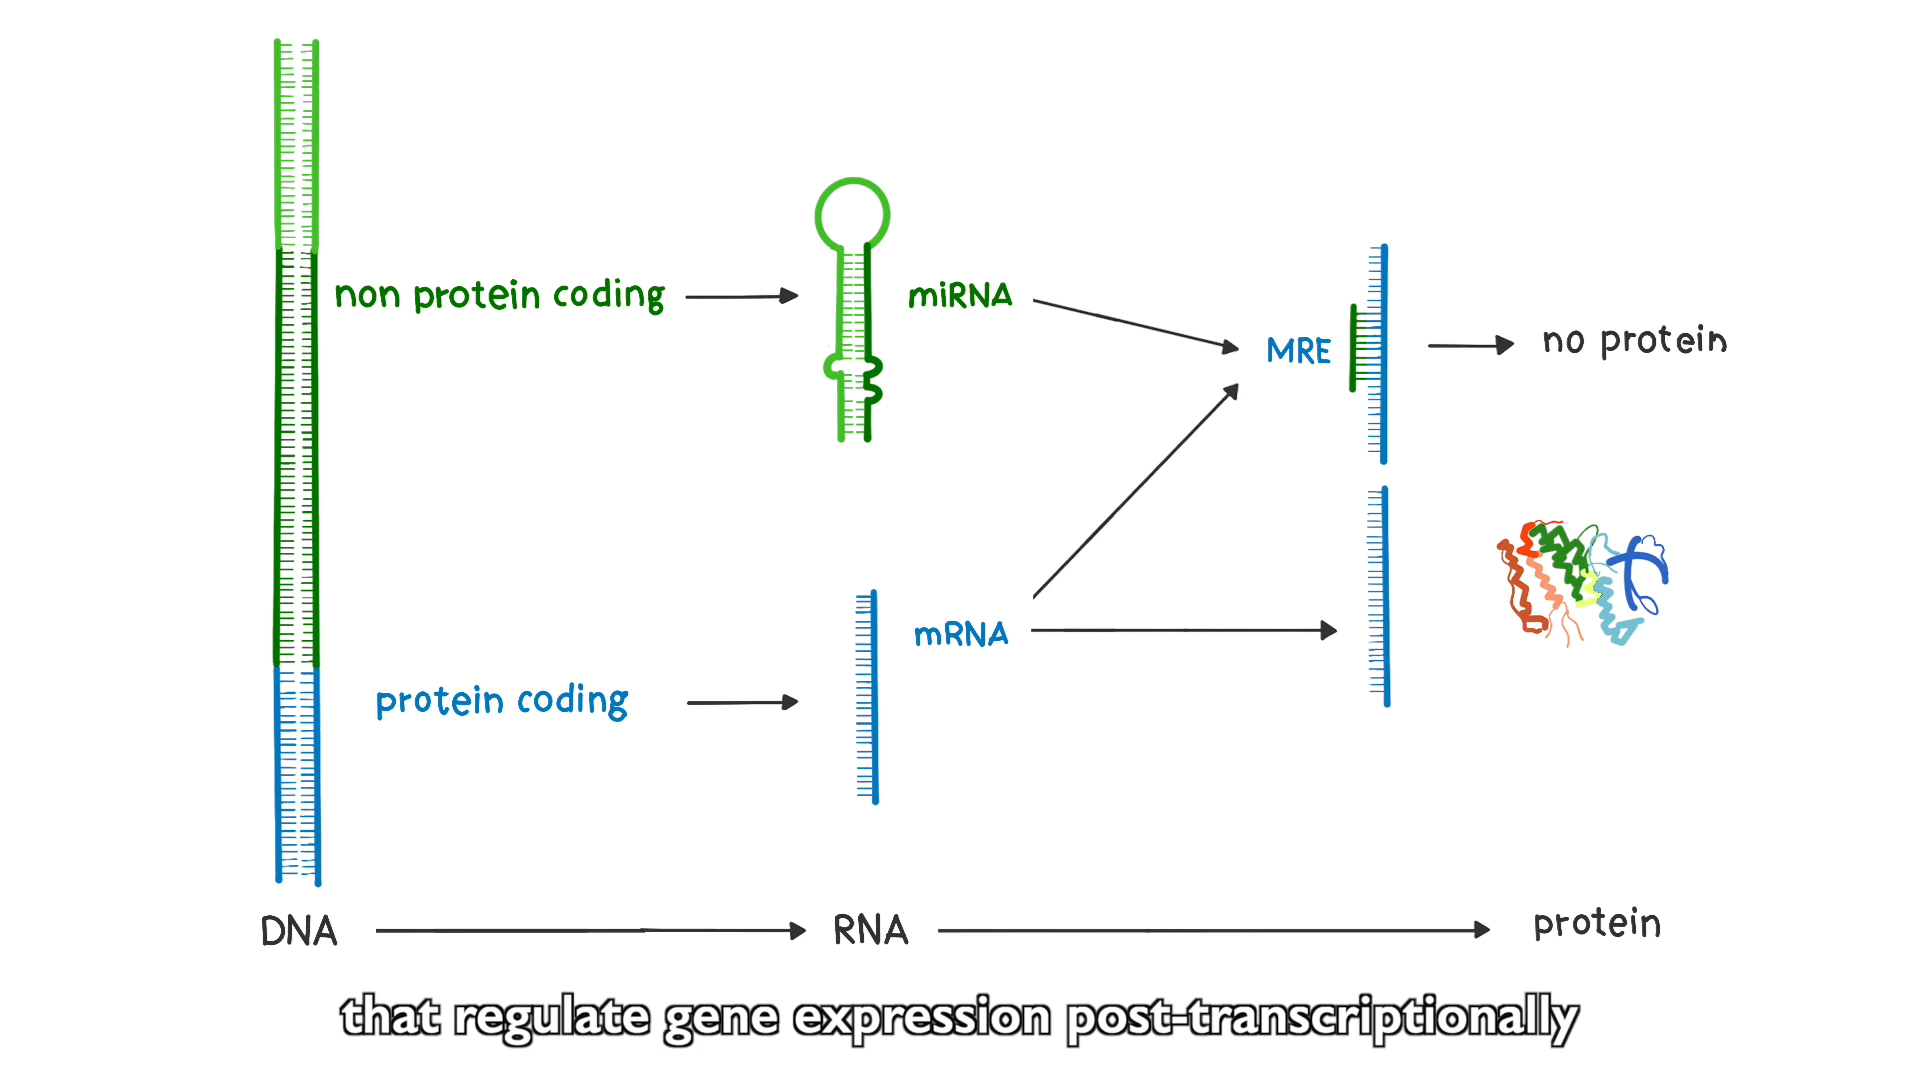 non protein coding
miRNA
MRE
no protein
mRNA
protein coding
DNA
RNA
protein
that regulate gene expression post-transcriptionally